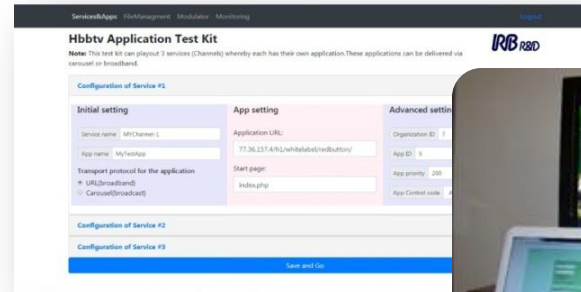 Services&Apps FileManagment Modulator Monitoring Logout
Hbbtv Application Test Kit
IRB R&D
Note: This test kit can playout 3 services (Channels) whereby each has their own application.These applications can be delivered via
carousel or broadband.
Configuration of Service #1
Initial setting
Service name MYChannel-1
App name MyTestApp
Transport protocol for the application
URL(broadband)
Carousel(broadcast)
App setting
Application URL:
77.36.157.4/h1/whitelabel/redbutton/
Start page:
index.php
Advanced settin
Organization ID 7
App ID 5
App priority 200
App Control code A
Configuration of Service #2
Configuration of Service #3
Save and Go